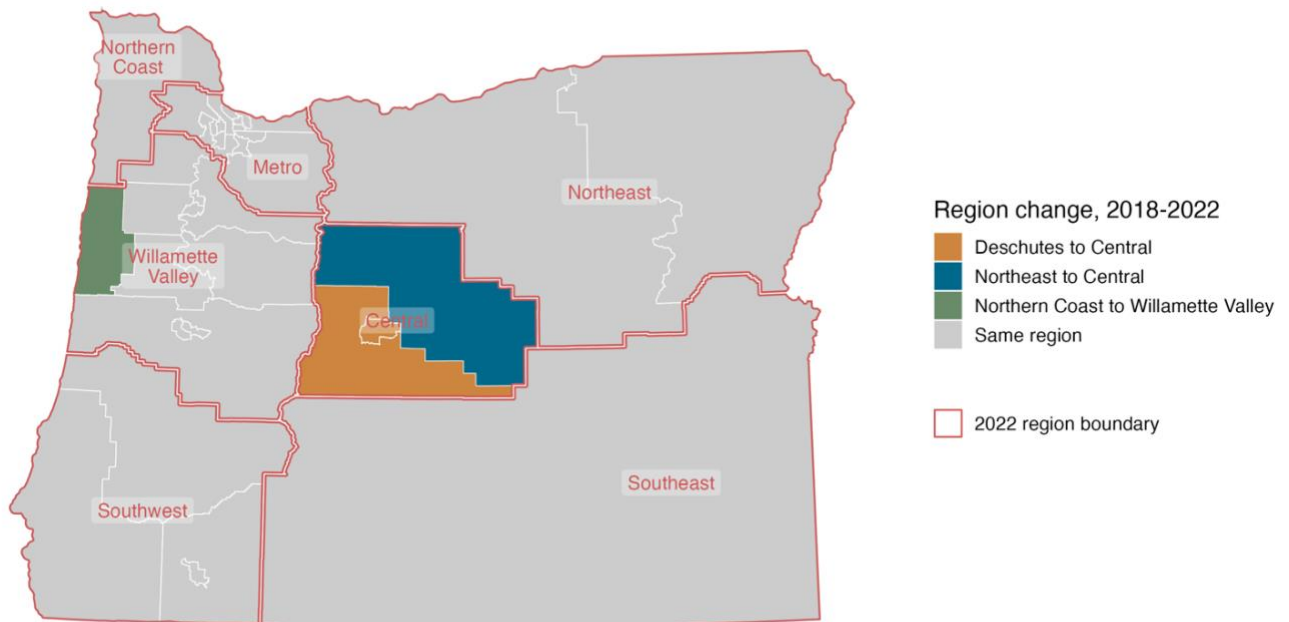 Northern
Coast
Metro
Northeast
Willamette
Valley
Central
Southeast
Southwest
Region change, 2018-2022
Deschutes to Central
Northeast to Central
Northern Coast to Willamette Valley
Same region
2022 region boundary